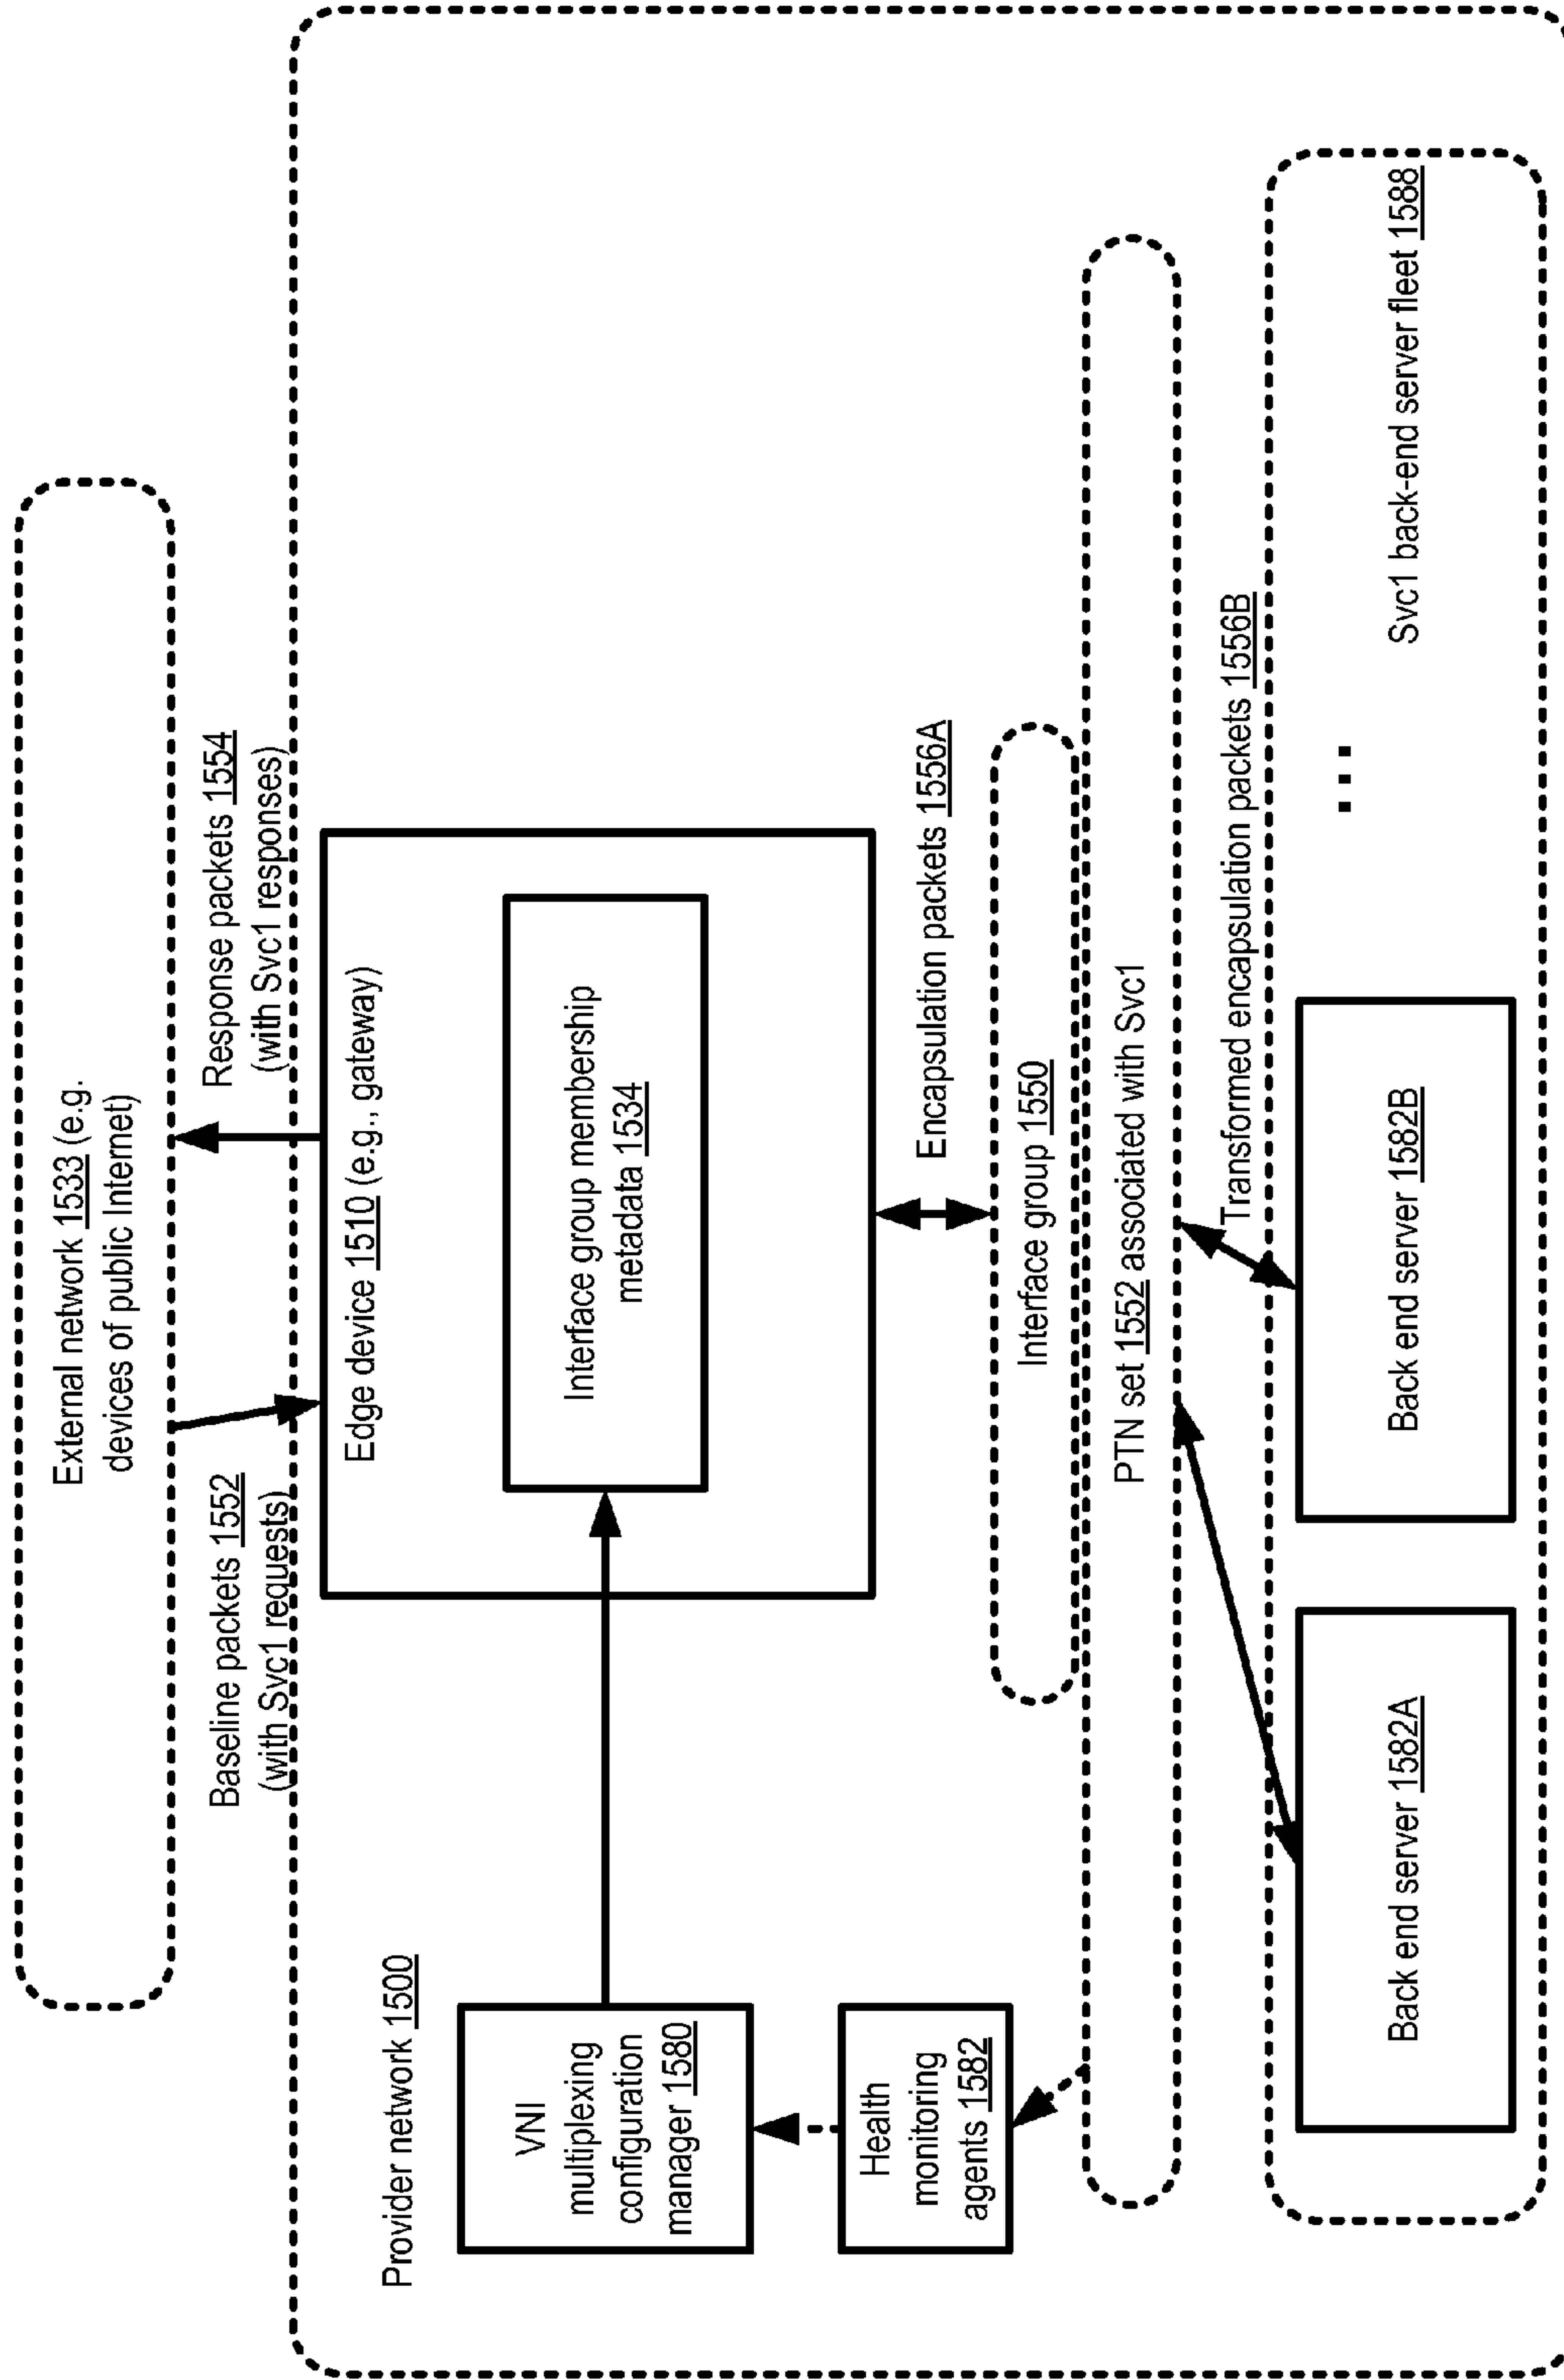 External network 1533 (e.g.
devices of public Internet)
Baseline packets 1552
(with Svc1 requests)
Response packets 1554
(with Svc1 responses)
Provider network 1500
Edge device 1510 (e.g., gateway)
VNI
multiplexing
configuration
manager 1580
Interface group membership
metadata 1534
Health
monitoring
agents 1582
Encapsulation packets 1556A
Interface group 1550
PTN set 1552 associated with Svc1
Transformed encapsulation packets 1556B
Back end server 1582A
Back end server 1582B
...
Svc1 back-end server fleet 1588